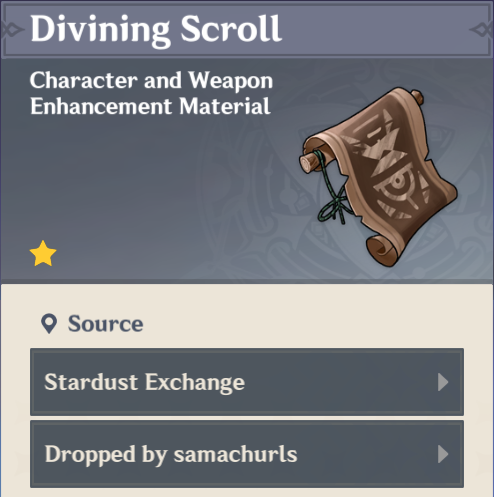 Divining Scroll
Character and Weapon
Enhancement Material
Source
Stardust Exchange
Dropped by samachurls